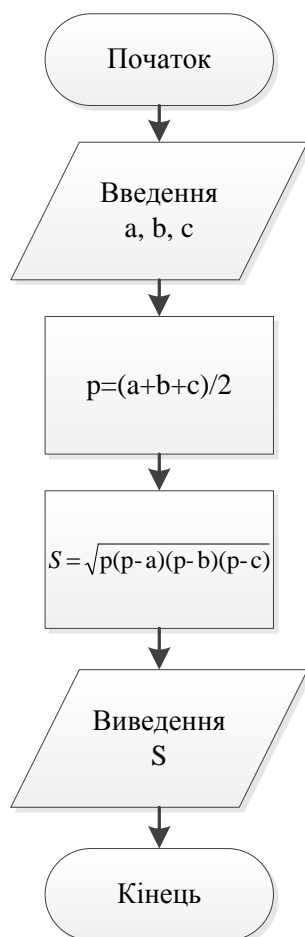 Початок
Введення
a, b, c
p=(a+b+c)/2
S = √p(p-a)(p-b)(p-c)
Виведення
S
Кінець